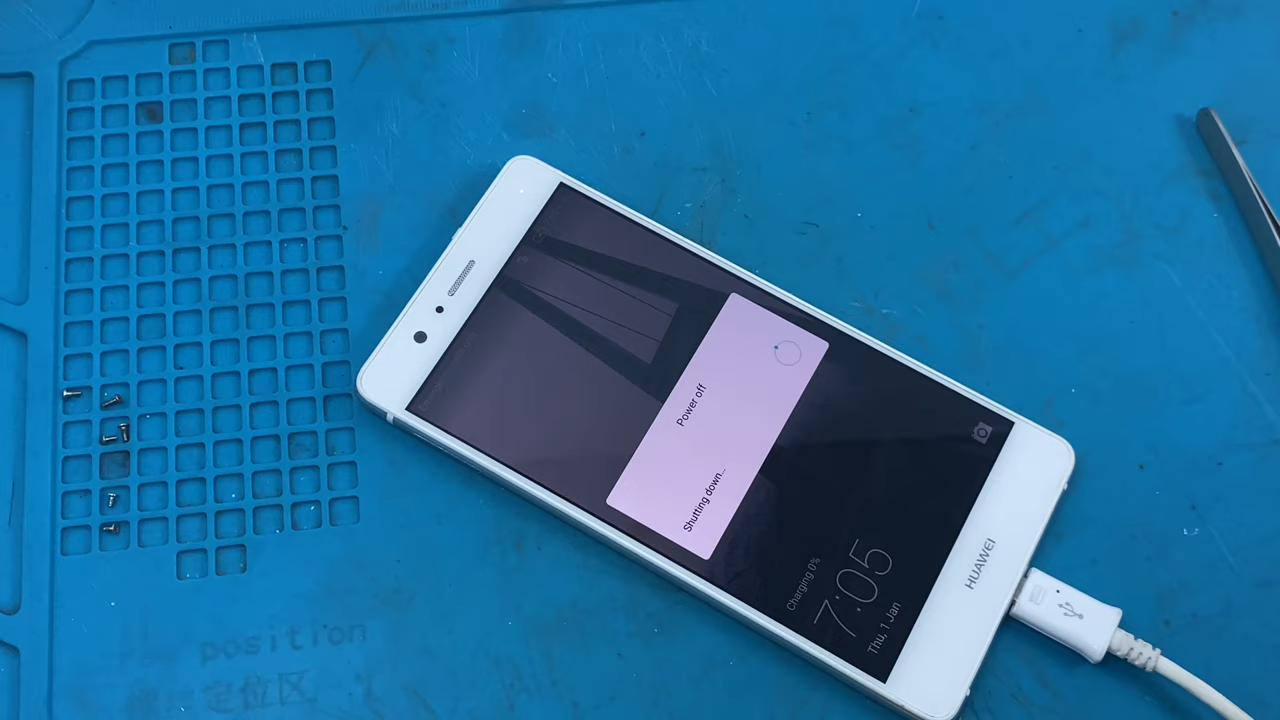 Power off
Shutting down...
Charging 0%
7:05
Thu, 1 Jan
HUAWEI
position
定位区